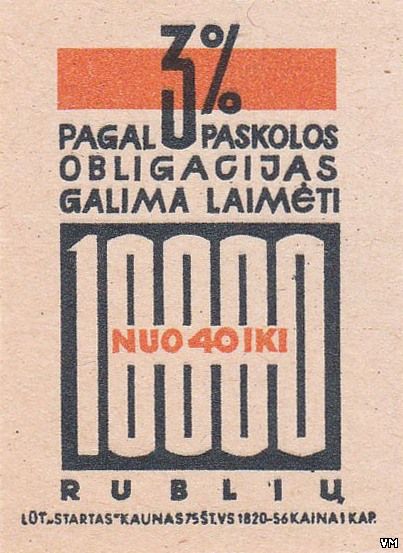 3%
PAGAL PASKOLOS
OBLIGACIJAS
GALIMA LAIMĖTI
10000
NUO 40 IKI
RUBLIŲ
LŪT „STARTAS“ KAUNAS 75 ŠT. VS 1820-56 KAINA 1 KAP.
VM